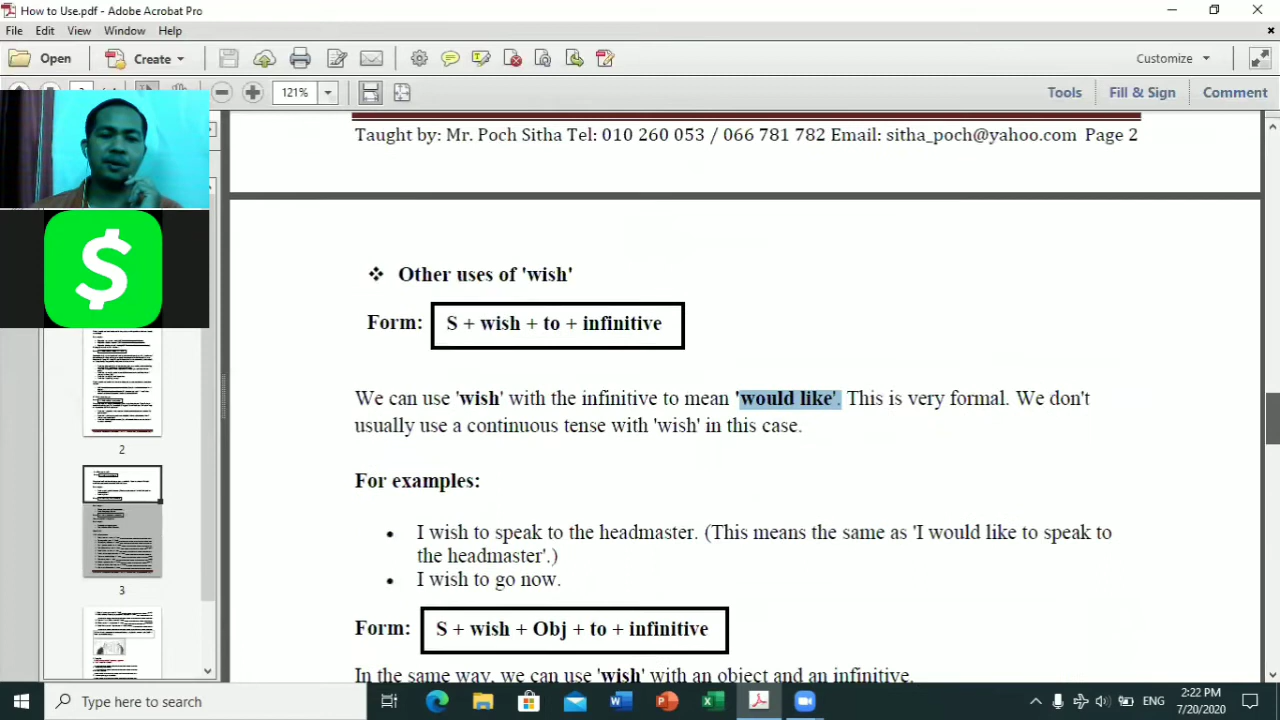 How to Use.pdf - Adobe Acrobat Pro
File Edit View Window Help
Open Create Customize
121% Tools Fill & Sign Comment
Taught by: Mr. Poch Sitha Tel: 010 260 053 / 066 781 782 Email: sitha_poch@yahoo.com Page 2
$
❖ Other uses of 'wish'
Form: S + wish + to + infinitive
We can use 'wish' with the infinitive to mean 'would like'. This is very formal. We don't
usually use a continuous tense with 'wish' in this case.
For examples:
• I wish to speak to the headmaster. (This means the same as 'I would like to speak to
the headmaster'.)
• I wish to go now.
Form: S + wish + Obj + to + infinitive
In the same way, we can use 'wish' with an object and an infinitive.
2
3
Type here to search
ENG
2:22 PM
7/20/2020